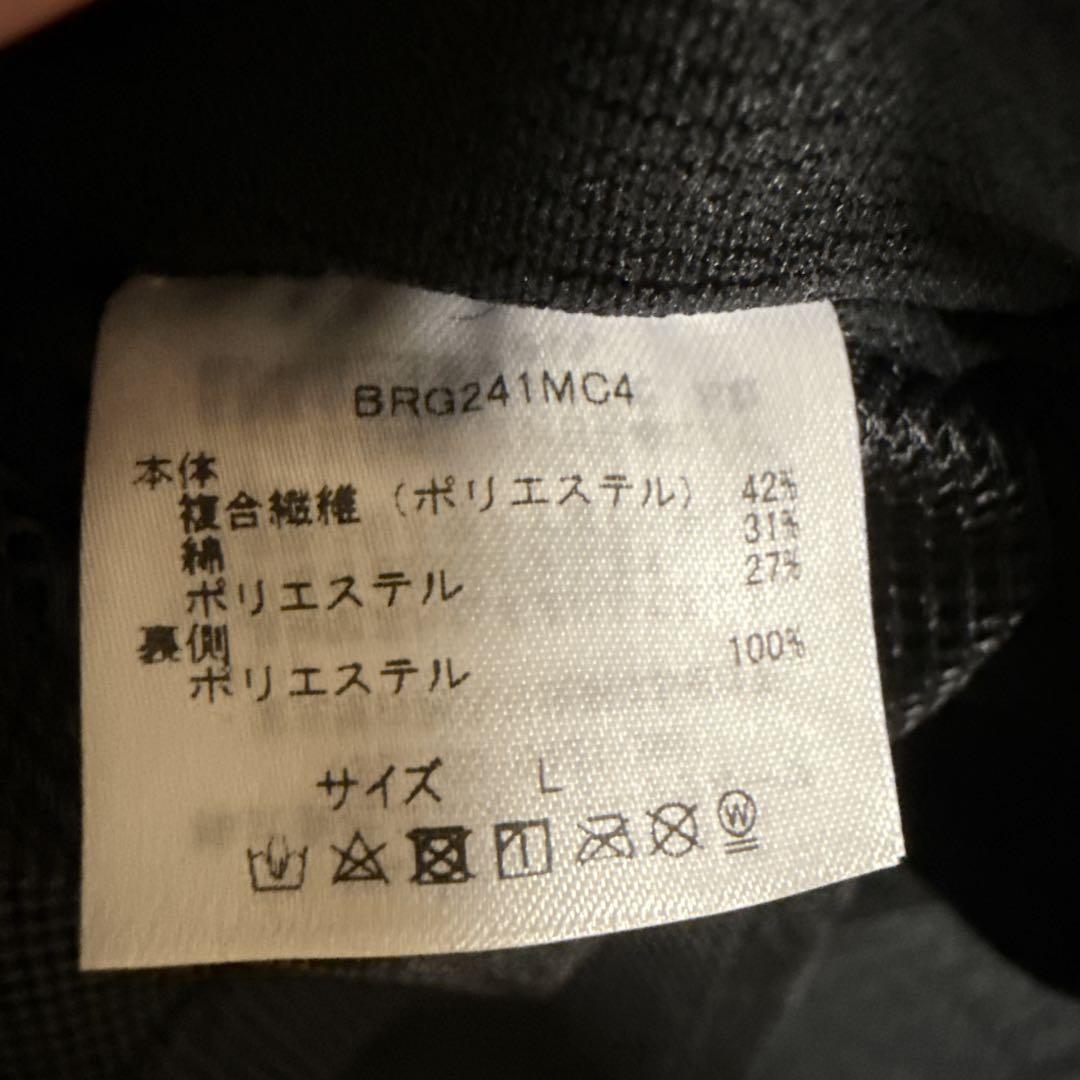 BRG241MC4
本体
複合繊維（ポリエステル） 42%
綿 31%
ポリエステル 27%
裏側
ポリエステル 100%
サイズ L
W